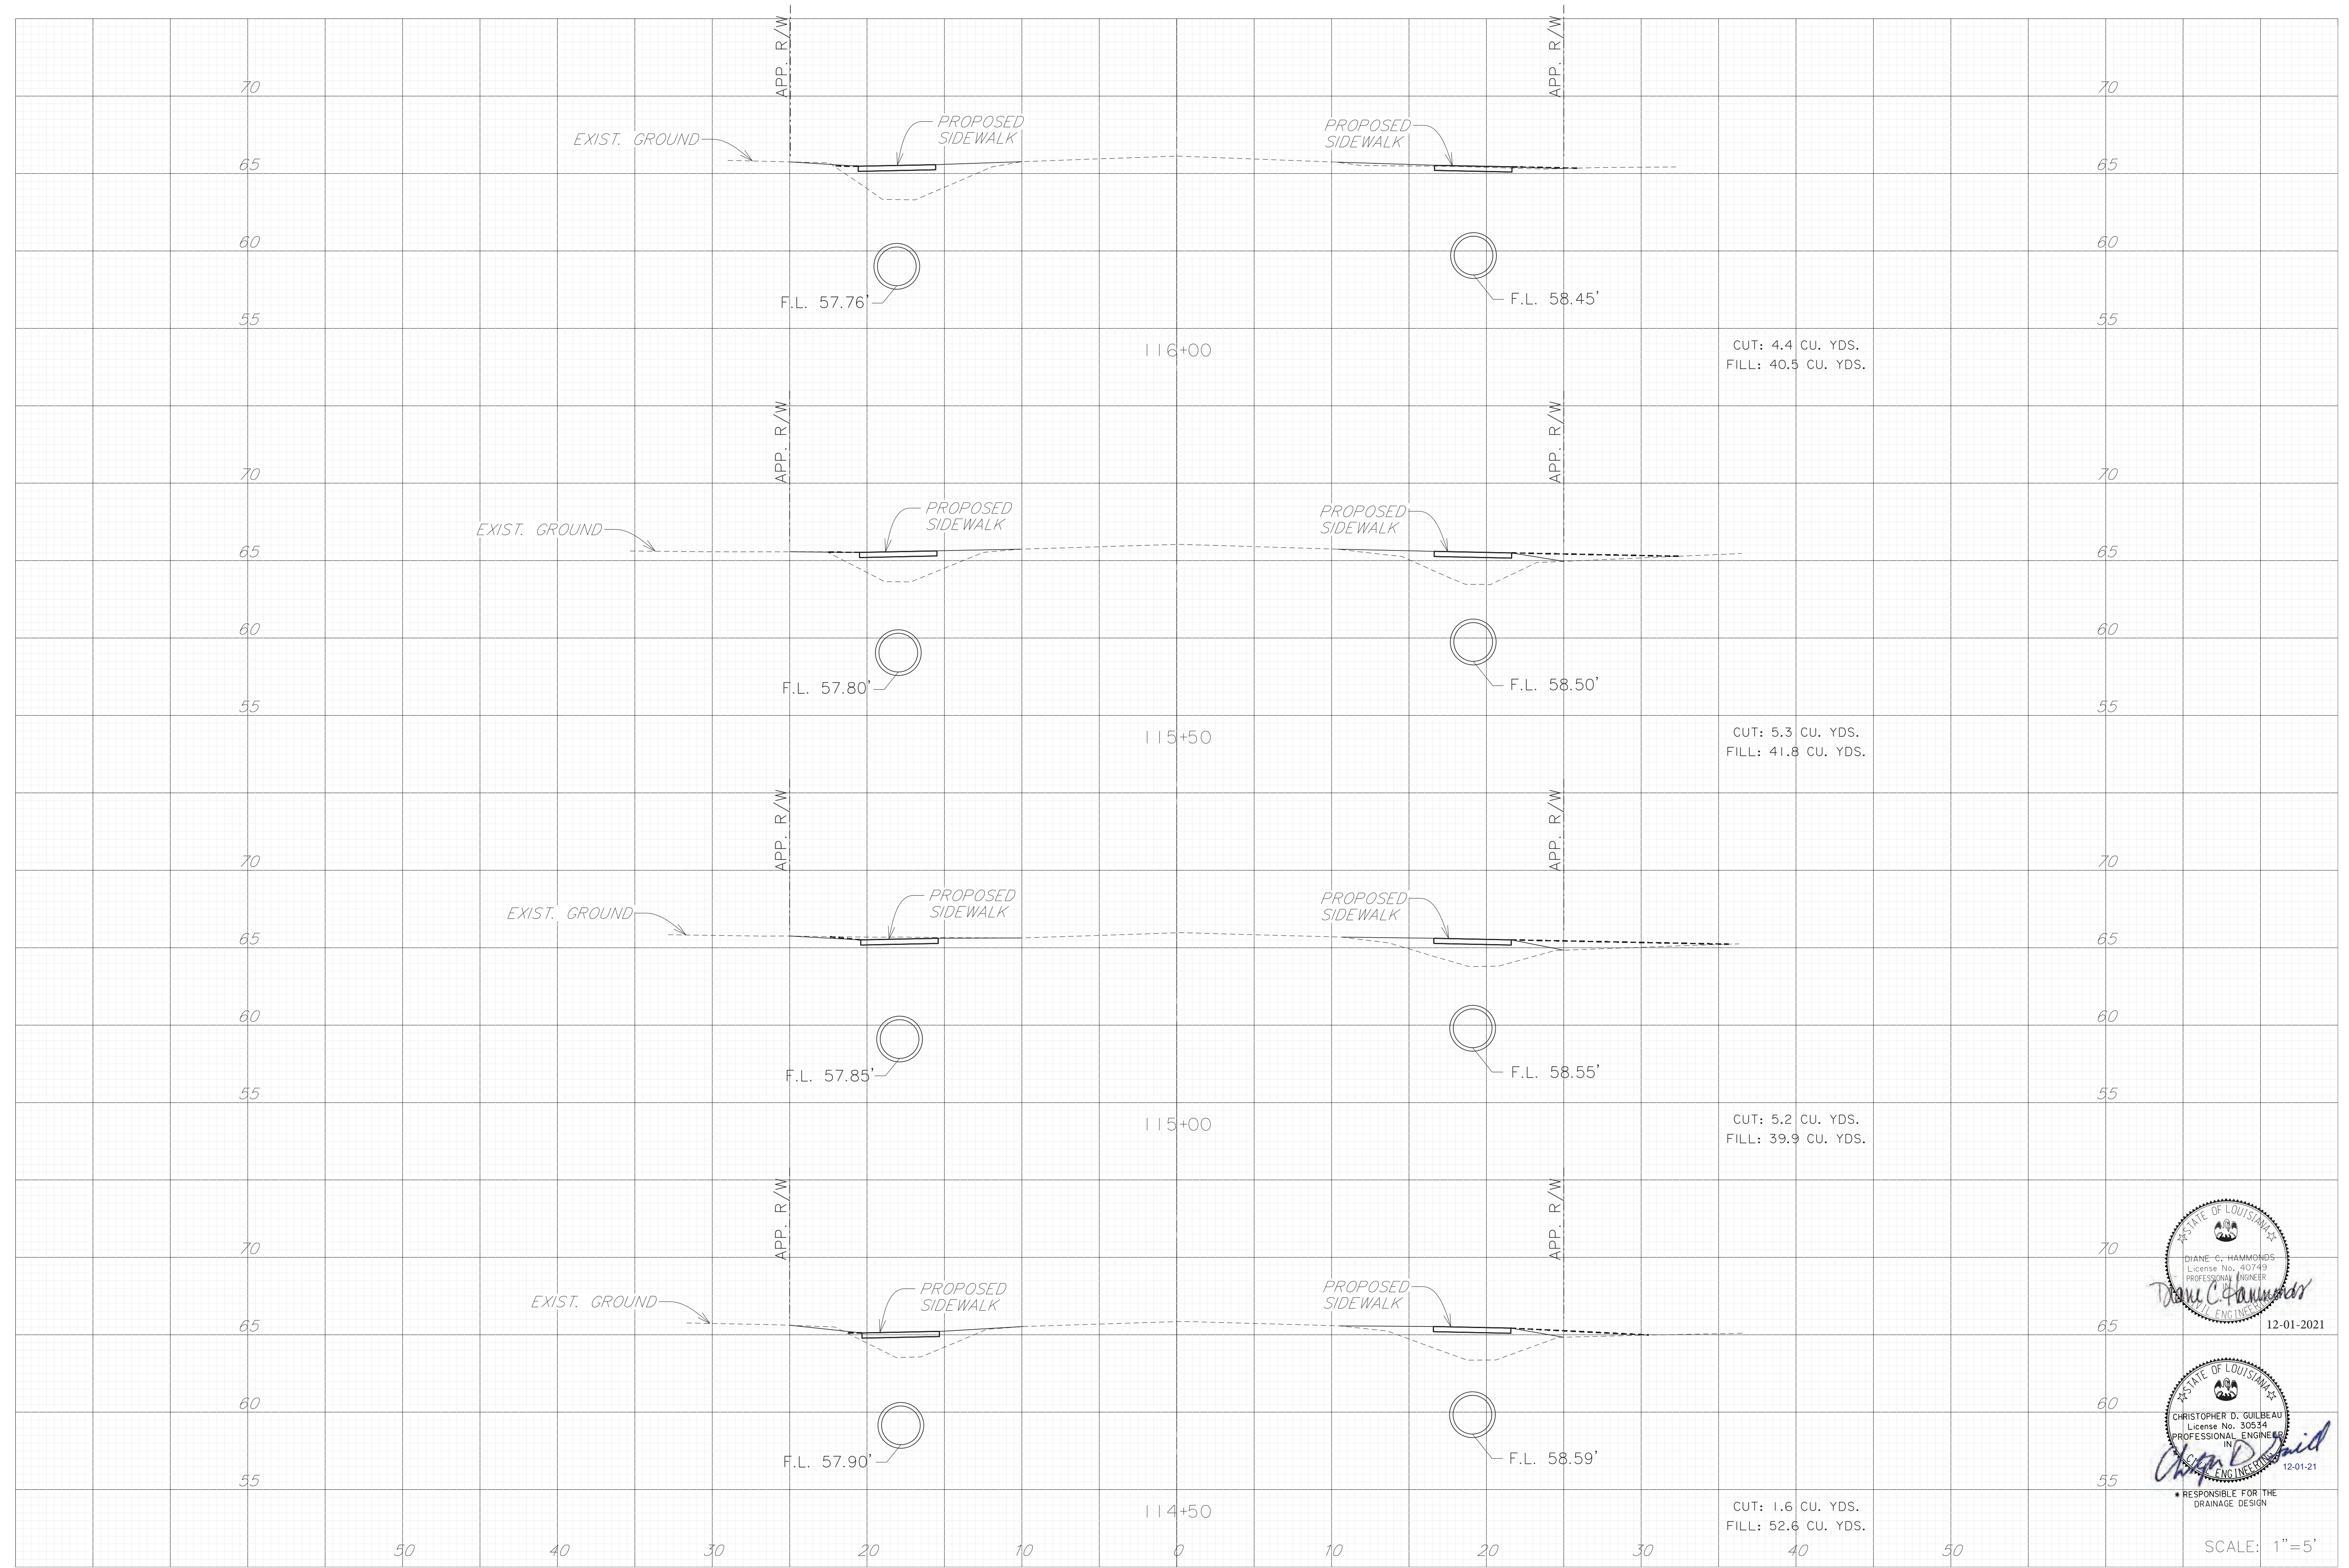 APP. R/W
APP. R/W
70
70
EXIST. GROUND
PROPOSED
SIDEWALK
PROPOSED
SIDEWALK
65
65
60
60
F.L. 57.76'
F.L. 58.45'
55
55
116+00
CUT: 4.4 CU. YDS.
FILL: 40.5 CU. YDS.
APP. R/W
APP. R/W
70
70
EXIST. GROUND
PROPOSED
SIDEWALK
PROPOSED
SIDEWALK
65
65
60
60
F.L. 57.80'
F.L. 58.50'
55
55
115+50
CUT: 5.3 CU. YDS.
FILL: 41.8 CU. YDS.
APP. R/W
APP. R/W
70
70
EXIST. GROUND
PROPOSED
SIDEWALK
PROPOSED
SIDEWALK
65
65
60
60
F.L. 57.85'
F.L. 58.55'
55
55
115+00
CUT: 5.2 CU. YDS.
FILL: 39.9 CU. YDS.
APP. R/W
APP. R/W
70
70
EXIST. GROUND
PROPOSED
SIDEWALK
PROPOSED
SIDEWALK
65
65
60
60
F.L. 57.90'
F.L. 58.59'
55
55
114+50
CUT: 1.6 CU. YDS.
FILL: 52.6 CU. YDS.
50 40 30 20 10 0 10 20 30 40 50
STATE OF LOUISIANA
DIANE C. HAMMONDS
License No. 40749
PROFESSIONAL ENGINEER
IN
CIVIL ENGINEERING
Diane C. Hammonds
12-01-2021
STATE OF LOUISIANA
CHRISTOPHER D. GUILBEAU
License No. 30534
PROFESSIONAL ENGINEER
IN
CIVIL ENGINEERING
12-01-21
* RESPONSIBLE FOR THE
DRAINAGE DESIGN
SCALE: 1"=5'